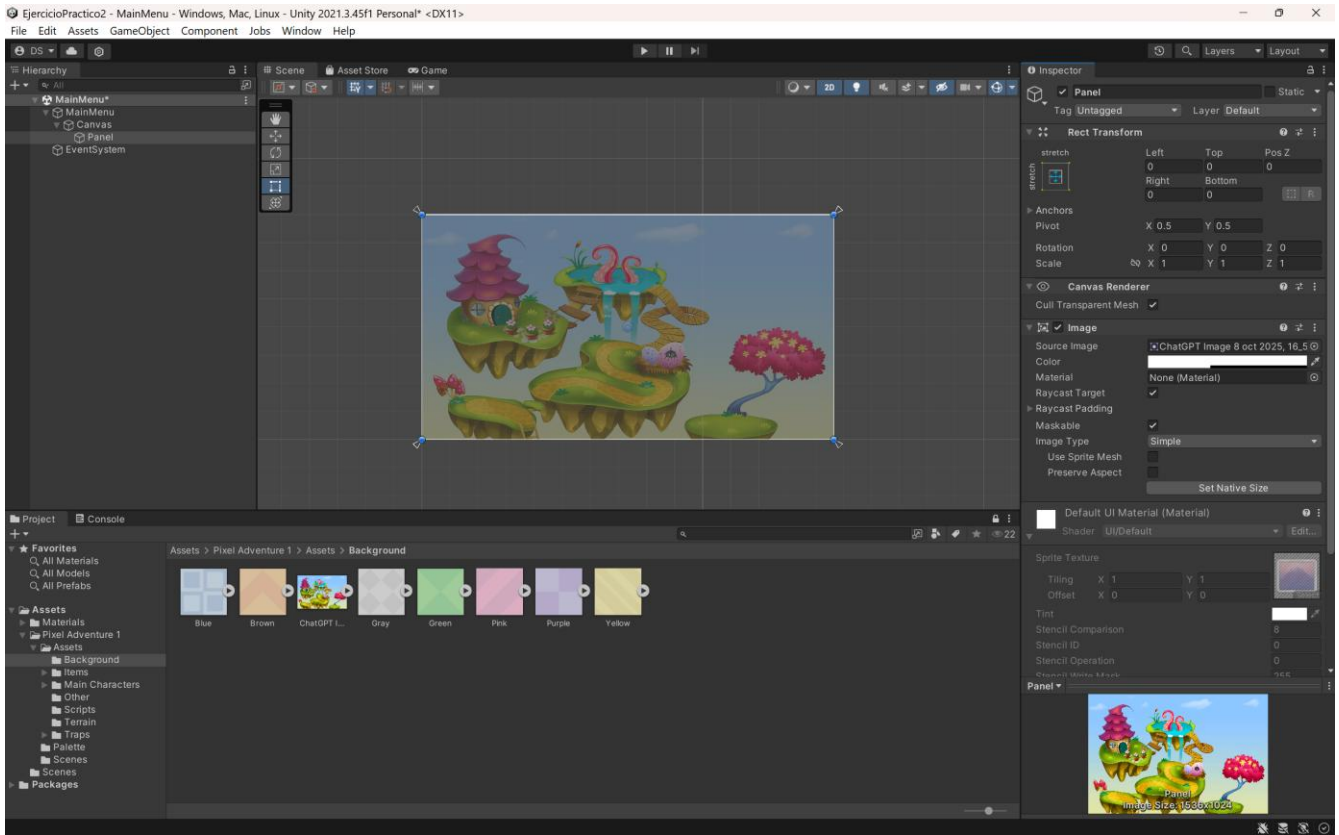 EjercicioPractico2 - MainMenu - Windows, Mac, Linux - Unity 2021.3.45f1 Personal* <DX11>
File Edit Assets GameObject Component Jobs Window Help
DS Layers Layout
Hierarchy
All
MainMenu*
MainMenu
Canvas
Panel
EventSystem
Scene Asset Store Game
2D
Inspector
Panel Static
Tag Untagged Layer Default
Rect Transform
stretch Left Top Pos Z
stretch
0 0 0
Right Bottom
0 0 R
Anchors
Pivot X 0.5 Y 0.5
Rotation X 0 Y 0 Z 0
Scale X 1 Y 1 Z 1
Canvas Renderer
Cull Transparent Mesh
Image
Source Image ChatGPT Image 8 oct 2025, 16_5
Color
Material None (Material)
Raycast Target
Raycast Padding
Maskable
Image Type Simple
Use Sprite Mesh
Preserve Aspect
Set Native Size
Default UI Material (Material)
Shader UI/Default Edit...
Sprite Texture
Tiling X 1 Y 1
Offset X 0 Y 0
Select
Tint
Stencil Comparison 8
Stencil ID 0
Stencil Operation 0
Stencil Write Mask 255
Panel
Panel
Image Size: 1536x1024
Project Console
22
Favorites
All Materials
All Models
All Prefabs
Assets
Materials
Pixel Adventure 1
Assets
Background
Items
Main Characters
Other
Scripts
Terrain
Traps
Palette
Scenes
Scenes
Packages
Assets > Pixel Adventure 1 > Assets > Background
Blue Brown ChatGPT I... Gray Green Pink Purple Yellow